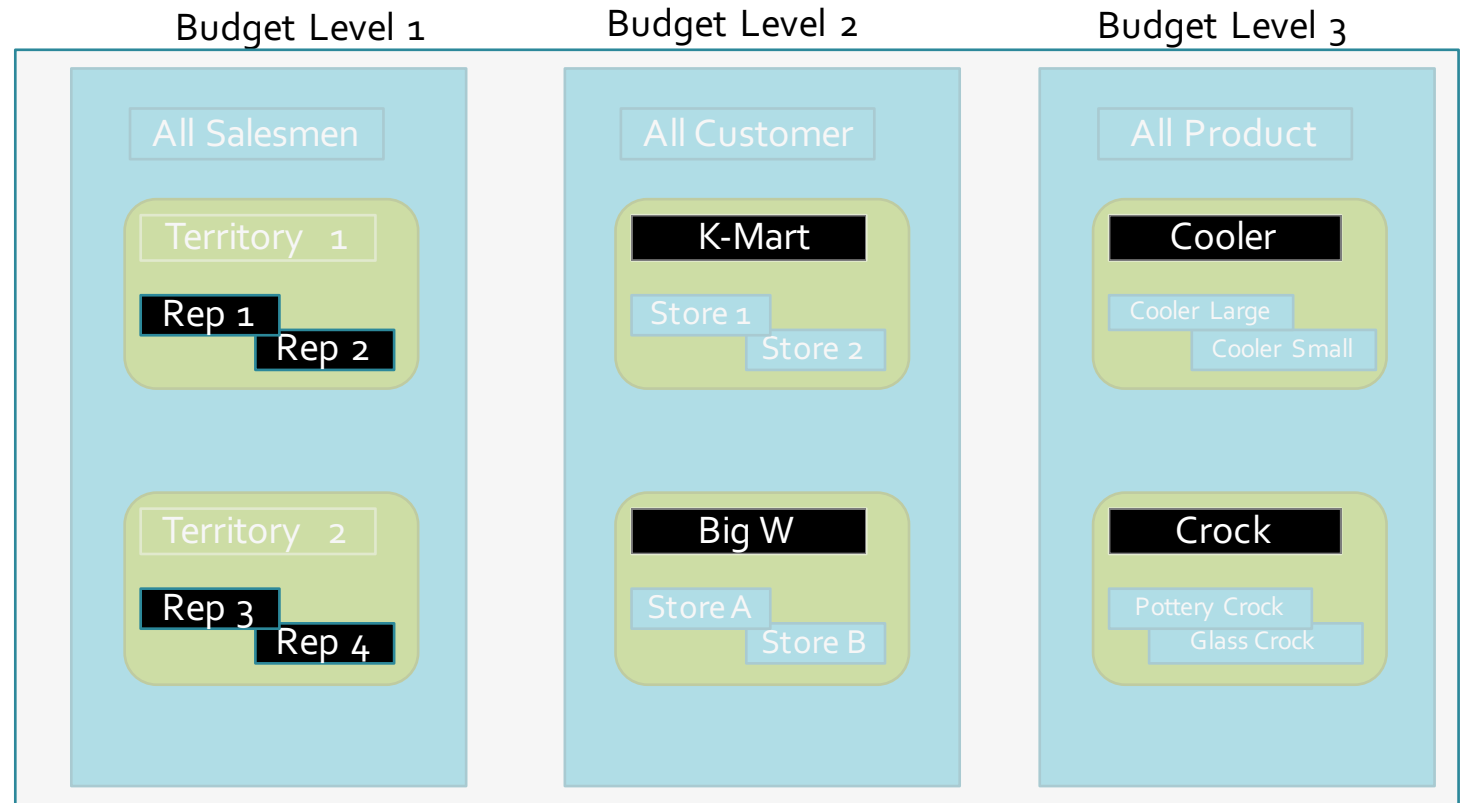 Budget Level 1
Budget Level 2
Budget Level 3
All Salesmen
Territory 1
Rep 1
Rep 2
Territory 2
Rep 3
Rep 4
All Customer
K-Mart
Store 1
Store 2
Big W
Store A
Store B
All Product
Cooler
Cooler Large
Cooler Small
Crock
Pottery Crock
Glass Crock